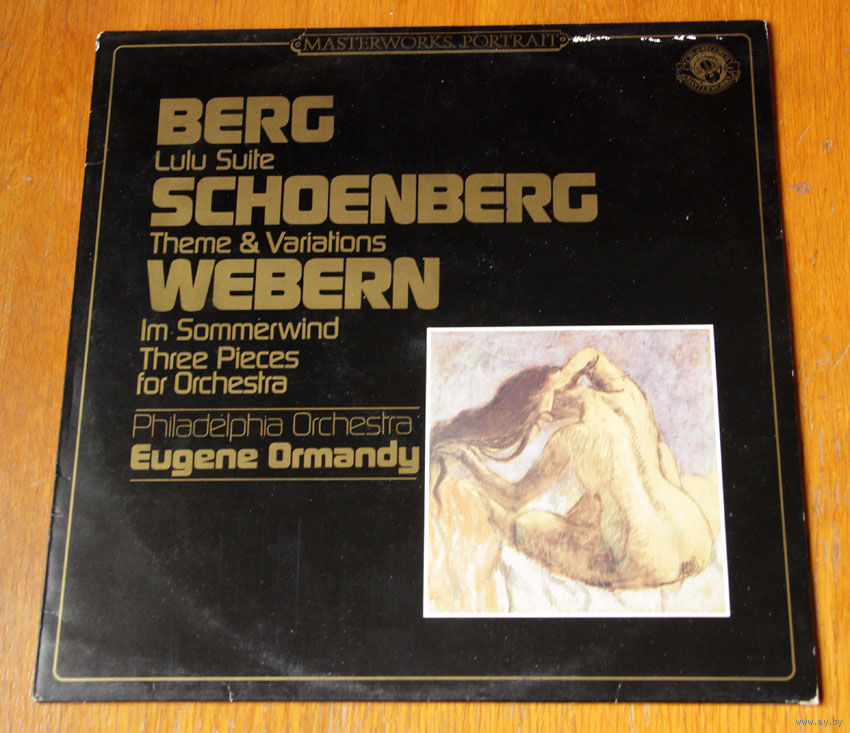 MASTERWORKS PORTRAIT
BERG
Lulu Suite
SCHOENBERG
Theme & Variations
WEBERN
Im Sommerwind
Three Pieces
for Orchestra
Philadelphia Orchestra
Eugene Ormandy
www.ay.by